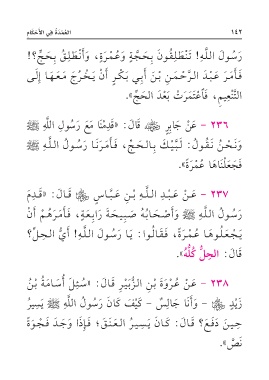 ١٤٢ العُمْدَةُ فِي الأَحْكَامِ
رَسُولَ اللَّهِ! تَنْطَلِقُونَ بِحَجَّةٍ وَعُمْرَةٍ، وَأَنْطَلِقُ بِحَجٍّ؟!
فَأَمَرَ عَبْدَ الرَّحْمَنِ بْنَ أَبِي بَكْرٍ أَنْ يَخْرُجَ مَعَهَا إِلَى
التَّنْعِيمِ، فَاعْتَمَرَتْ بَعْدَ الحَجِّ».
٢٣٦ - عَنْ جَابِرٍ ﵁، قَالَ: «قَدِمْنَا مَعَ رَسُولِ اللَّهِ ﷺ
وَنَحْنُ نَقُولُ: لَبَّيْكَ بِالحَجِّ، فَأَمَرَنَا رَسُولُ اللَّهِ ﷺ
فَجَعَلْنَاهَا عُمْرَةً».
٢٣٧ - عَنْ عَبْدِ اللَّهِ بْنِ عَبَّاسٍ ﵄ قَالَ: «قَدِمَ
رَسُولُ اللَّهِ ﷺ وَأَصْحَابُهُ صَبِيحَةَ رَابِعَةٍ، فَأَمَرَهُمْ أَنْ
يَجْعَلُوهَا عُمْرَةً، فَقَالُوا: يَا رَسُولَ اللَّهِ! أَيُّ الحِلِّ؟
قَالَ: الحِلُّ كُلُّهُ».
٢٣٨ - عَنْ عُرْوَةَ بْنِ الزُّبَيْرِ قَالَ: «سُئِلَ أُسَامَةُ بْنُ
زَيْدٍ ﵄ - وَأَنَا جَالِسٌ - كَيْفَ كَانَ رَسُولُ اللَّهِ ﷺ يَسِيرُ
حِينَ دَفَعَ؟ قَالَ: كَانَ يَسِيرُ العَنَقَ؛ فَإِذَا وَجَدَ فَجْوَةً
نَصَّ».